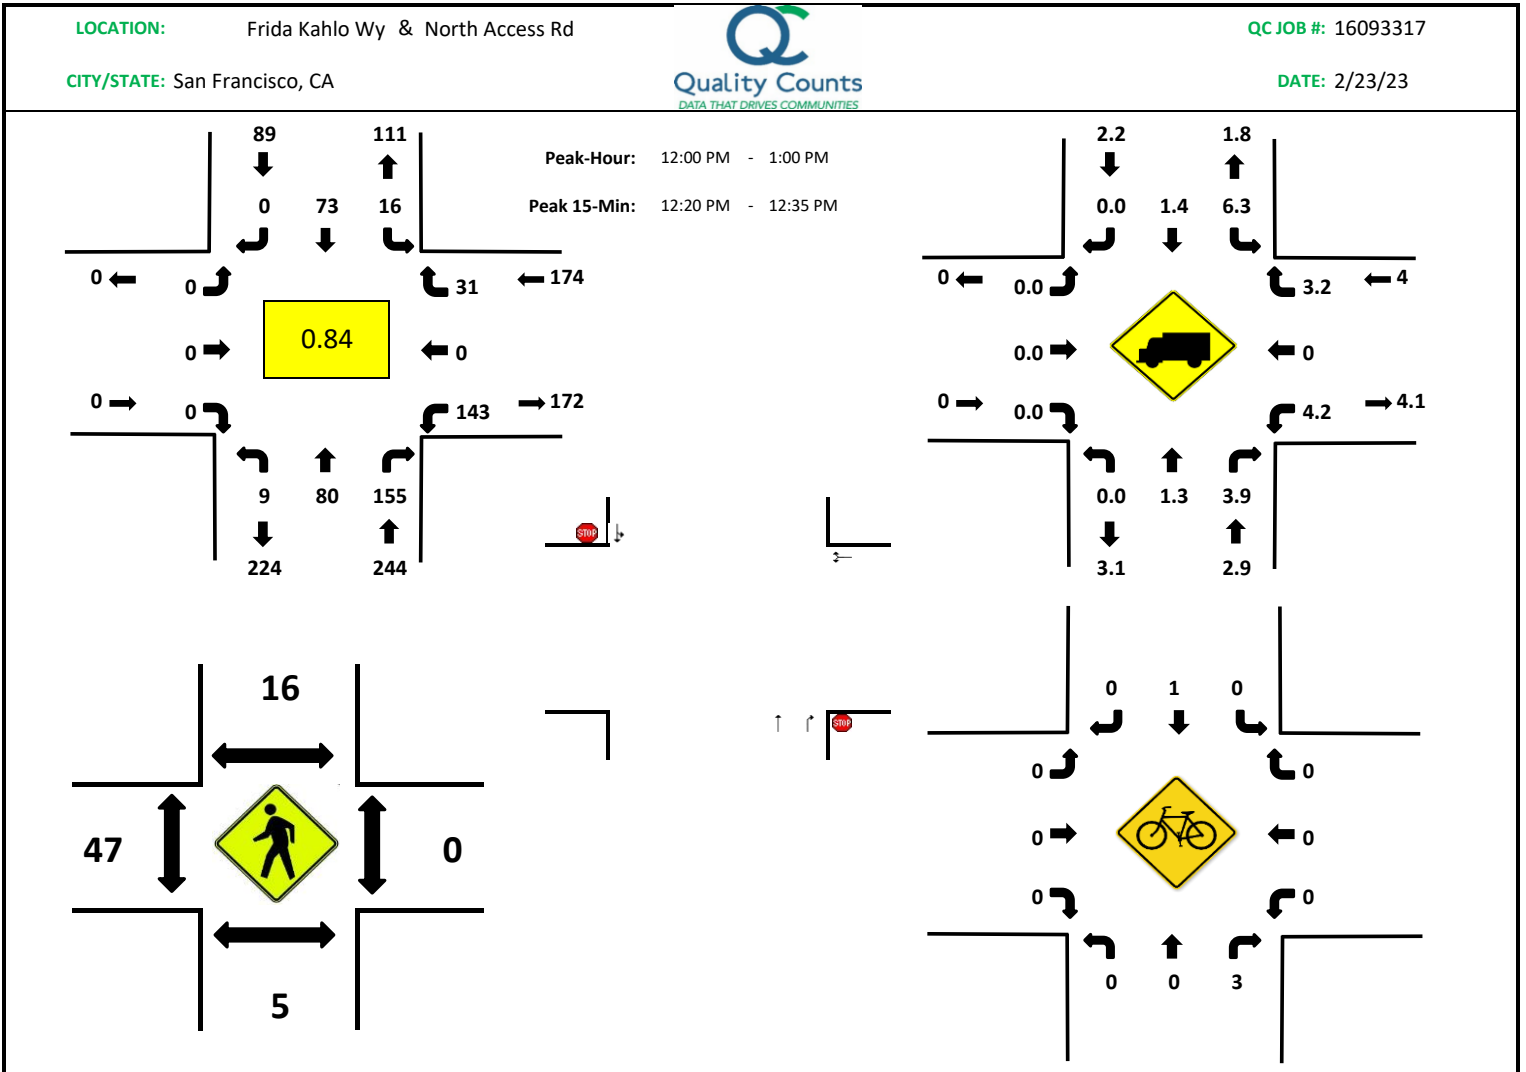 LOCATION: Frida Kahlo Wy & North Access Rd
QC
Quality Counts
DATA THAT DRIVES COMMUNITIES
QC JOB #: 16093317
CITY/STATE: San Francisco, CA
DATE: 2/23/23
Peak-Hour: 12:00 PM - 1:00 PM
Peak 15-Min: 12:20 PM - 12:35 PM
89 111
0 73 16
0 0 31 174
0 0.84 0
0 0 143 172
9 80 155
224 244
2.2 1.8
0.0 1.4 6.3
0 0.0 3.2 4
0.0 0
0 0.0 4.2 4.1
0.0 1.3 3.9
3.1 2.9
STOP
STOP
16
47 0
5
0 1 0
0 0
0 0
0 0
0 0 3